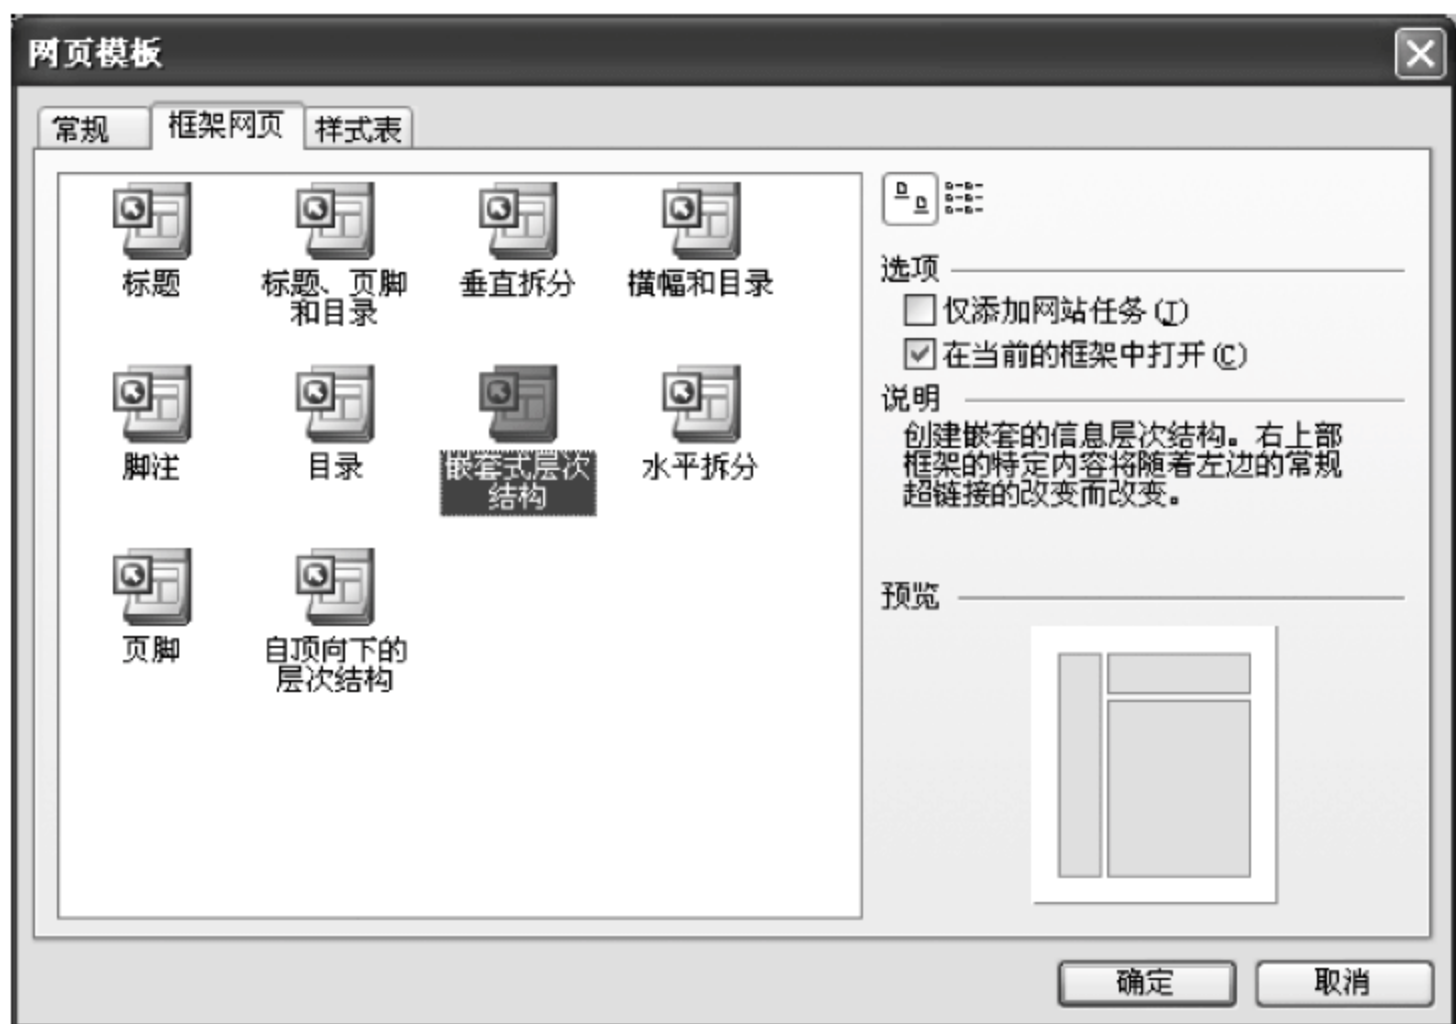 网页模板
常规 框架网页 样式表
标题 标题、页脚 垂直拆分 横幅和目录
和目录
脚注 目录 嵌套式层次 水平拆分
结构
页脚 自顶向下的
层次结构
选项
仅添加网站任务(T)
在当前的框架中打开(C)
说明
创建嵌套的信息层次结构。右上部
框架的特定内容将随着左边的常规
超链接的改变而改变。
预览
确定 取消